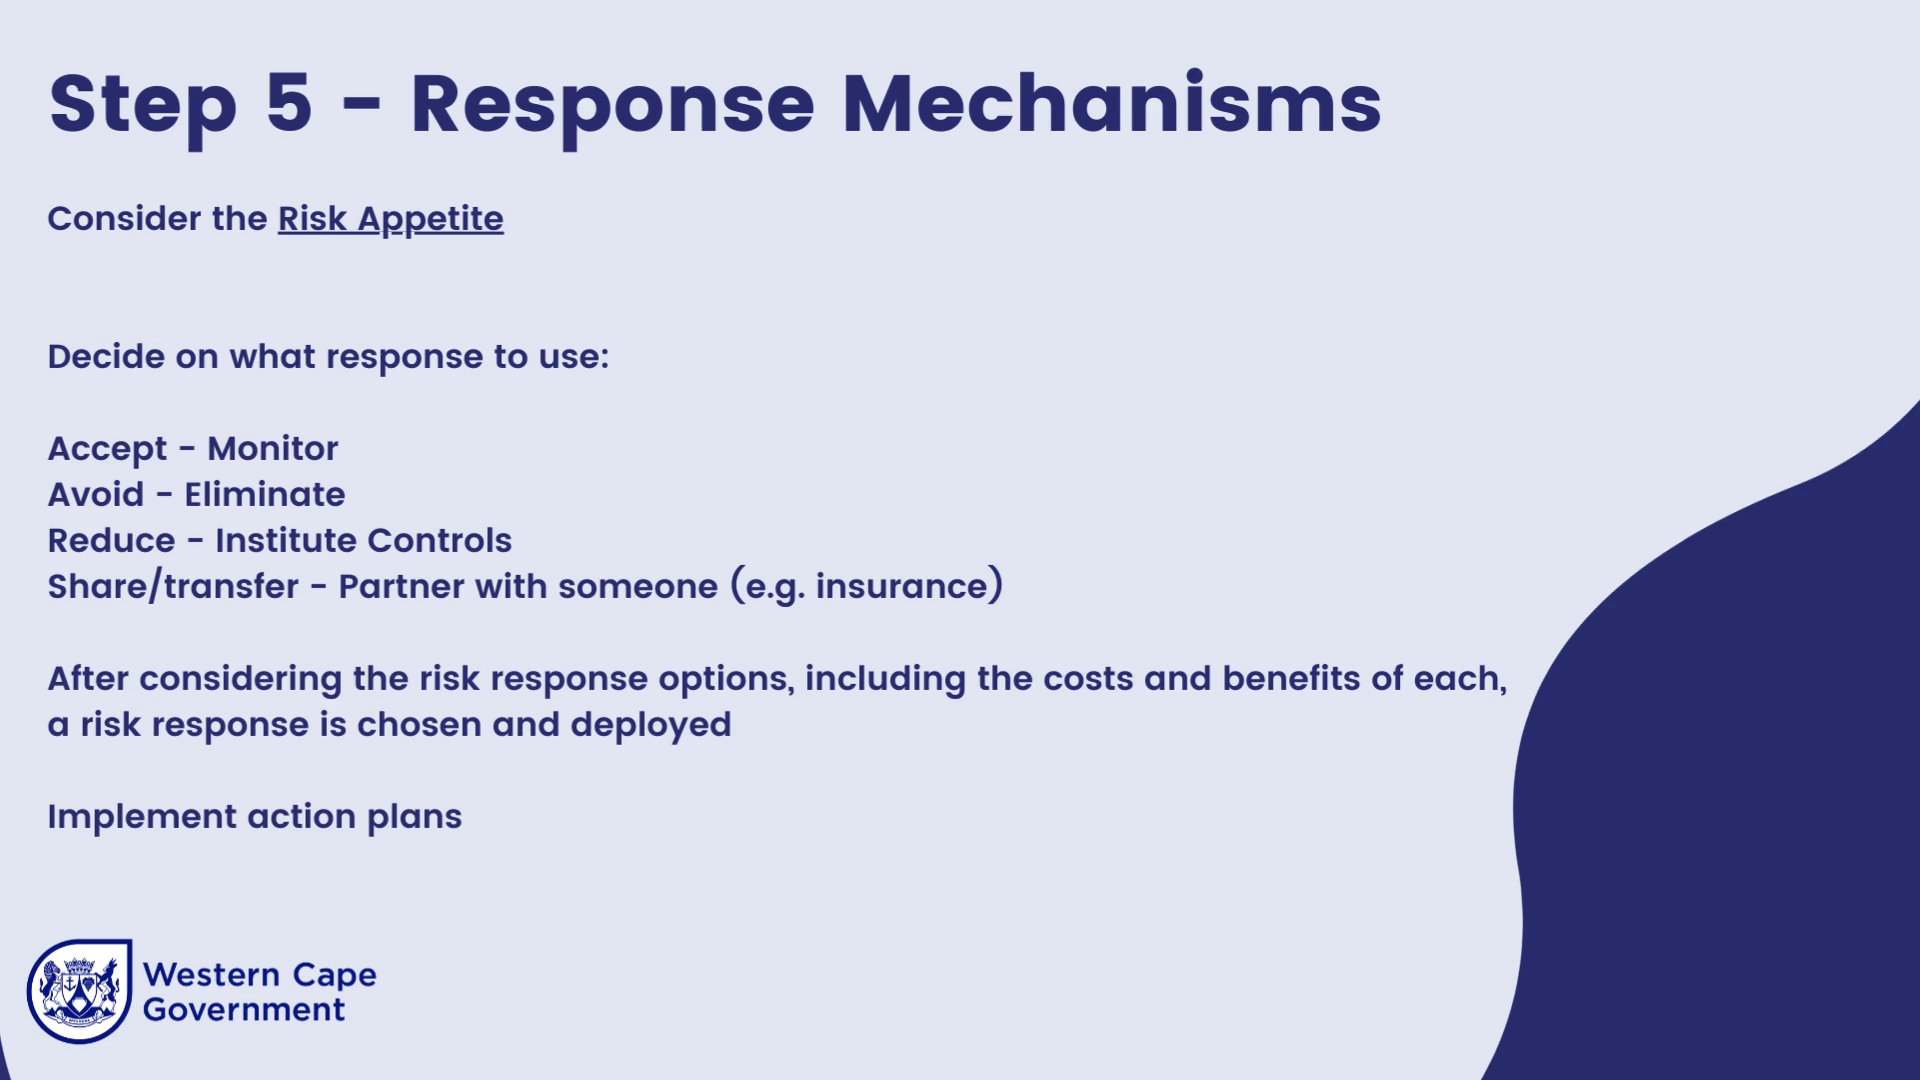 Step 5 - Response Mechanisms
Consider the Risk Appetite
Decide on what response to use:
Accept - Monitor
Avoid - Eliminate
Reduce - Institute Controls
Share/transfer - Partner with someone (e.g. insurance)
After considering the risk response options, including the costs and benefits of each,
a risk response is chosen and deployed
Implement action plans
Western Cape
Government